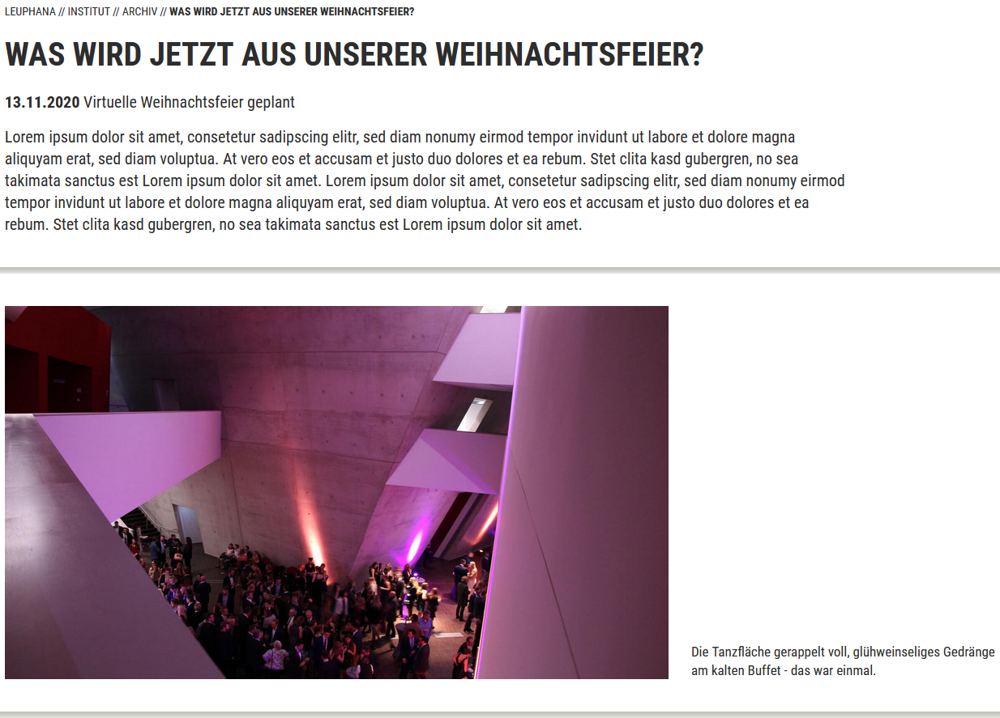 LEUPHANA // INSTITUT // ARCHIV // WAS WIRD JETZT AUS UNSERER WEIHNACHTSFEIER?
WAS WIRD JETZT AUS UNSERER WEIHNACHTSFEIER?
13.11.2020 Virtuelle Weihnachtsfeier geplant
Lorem ipsum dolor sit amet, consetetur sadipscing elitr, sed diam nonumy eirmod tempor invidunt ut labore et dolore magna
aliquyam erat, sed diam voluptua. At vero eos et accusam et justo duo dolores et ea rebum. Stet clita kasd gubergren, no sea
takimata sanctus est Lorem ipsum dolor sit amet. Lorem ipsum dolor sit amet, consetetur sadipscing elitr, sed diam nonumy eirmod
tempor invidunt ut labore et dolore magna aliquyam erat, sed diam voluptua. At vero eos et accusam et justo duo dolores et ea
rebum. Stet clita kasd gubergren, no sea takimata sanctus est Lorem ipsum dolor sit amet.
Die Tanzfläche gerappelt voll, glühweinseliges Gedränge
am kalten Buffet - das war einmal.